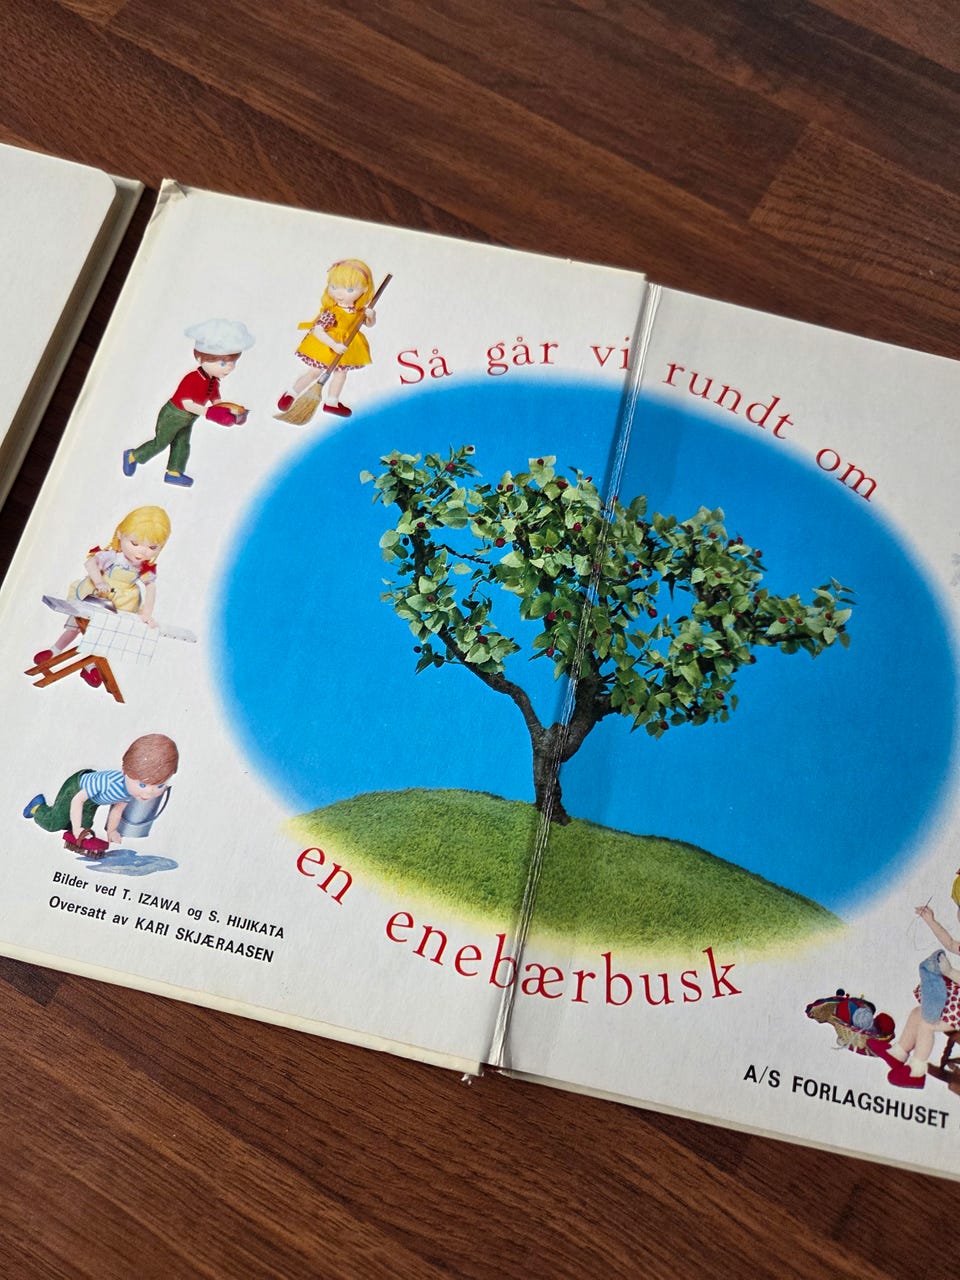 Så går vi rundt om
en enebærbusk
Bilder ved T. IZAWA og S. HIJIKATA
Oversatt av KARI SKJÆRAASEN
A/S FORLAGSHUSET